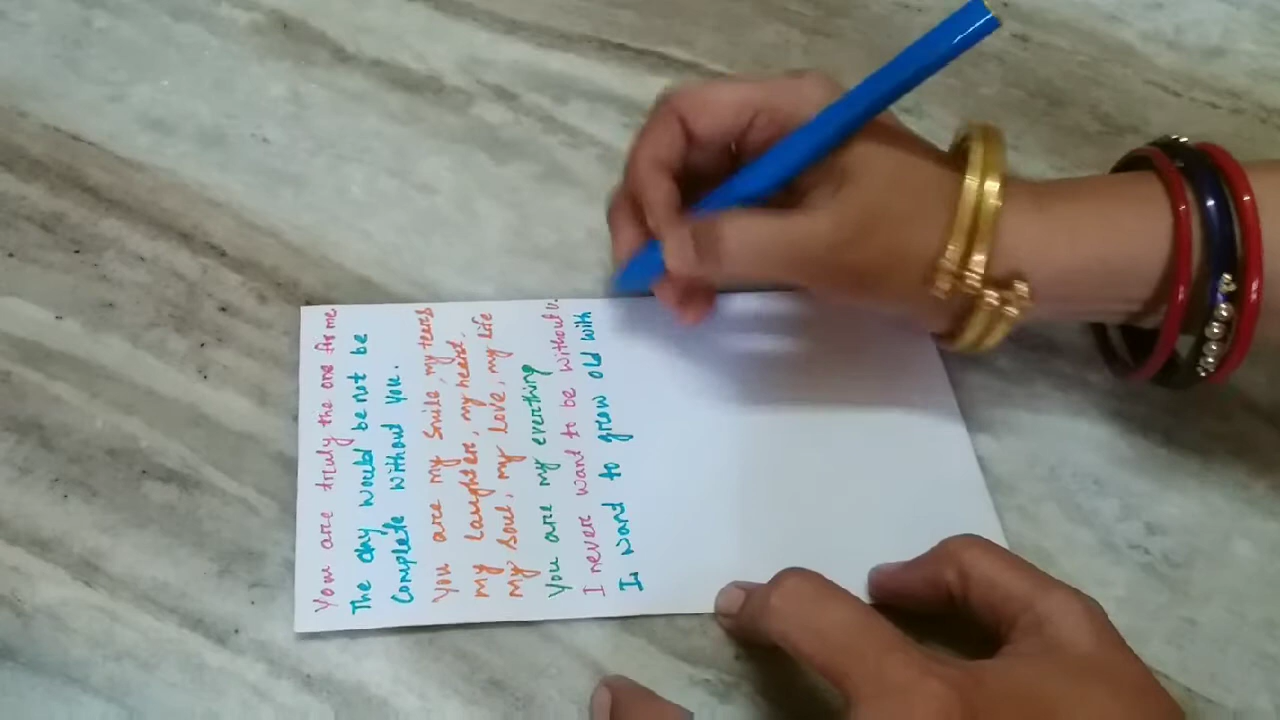 You are truly the one for me
The day would be not be
Complete without you.
You are my smile, my tears
my laughter, my heart.
my soul, my love, my life
You are my everything
I never want to be without u.
I want to grow old with